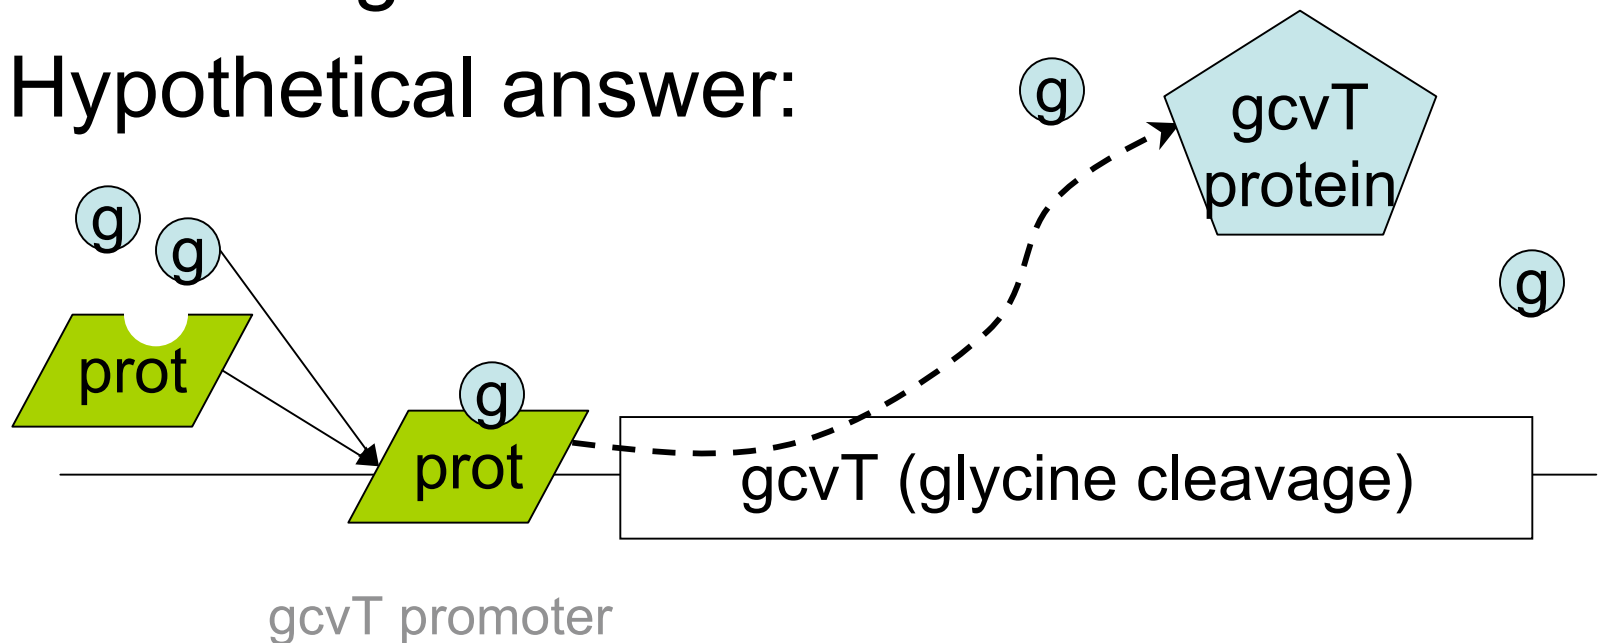 Hypothetical answer:
g
gcvT
protein
g
g
g
prot
g
prot
gcvT (glycine cleavage)
gcvT promoter